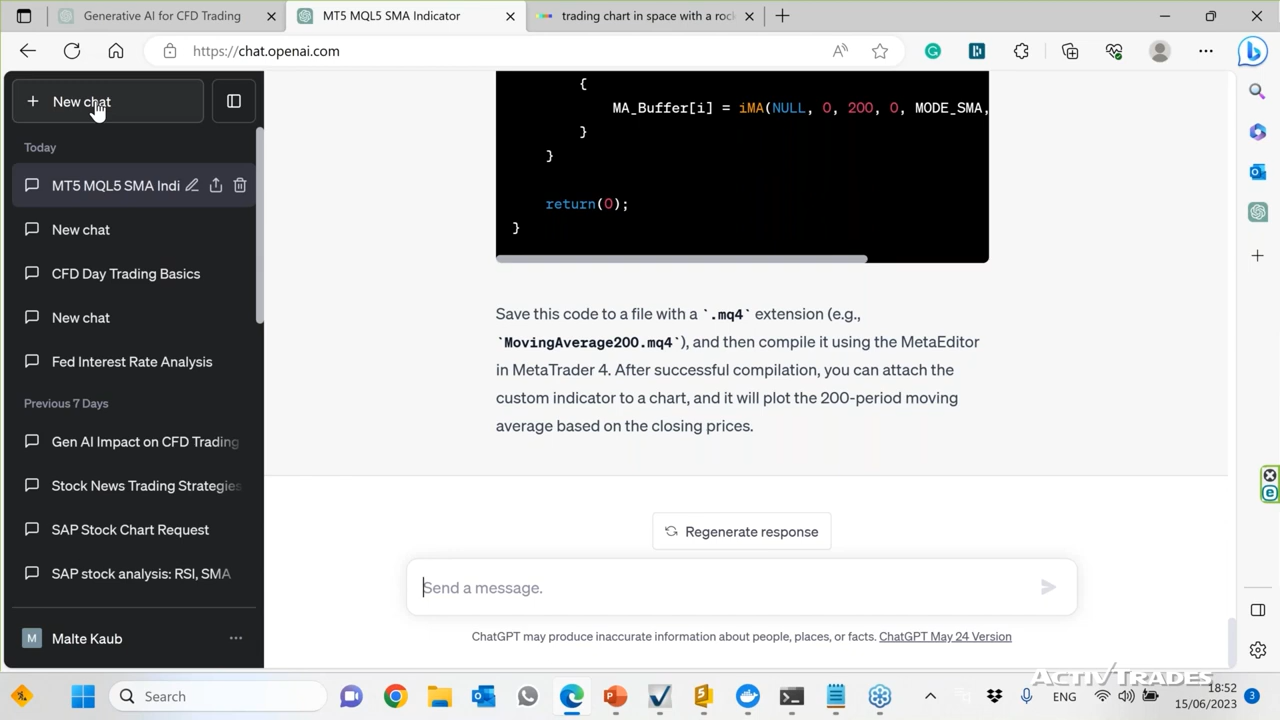 Generative AI for CFD Trading
MT5 MQL5 SMA Indicator
trading chart in space with a rock
https://chat.openai.com
New chat
Today
MT5 MQL5 SMA Indi
New chat
CFD Day Trading Basics
New chat
Fed Interest Rate Analysis
Previous 7 Days
Gen AI Impact on CFD Trading
Stock News Trading Strategies
SAP Stock Chart Request
SAP stock analysis: RSI, SMA
M Malte Kaub
{
MA_Buffer[i] = iMA(NULL, 0, 200, 0, MODE_SMA,
}
}
return(0);
}
Save this code to a file with a `.mq4` extension (e.g.,
`MovingAverage200.mq4`), and then compile it using the MetaEditor
in MetaTrader 4. After successful compilation, you can attach the
custom indicator to a chart, and it will plot the 200-period moving
average based on the closing prices.
Regenerate response
Send a message.
ChatGPT may produce inaccurate information about people, places, or facts. ChatGPT May 24 Version
ACTIVTRADES
Search
ENG
18:52
15/06/2023
3